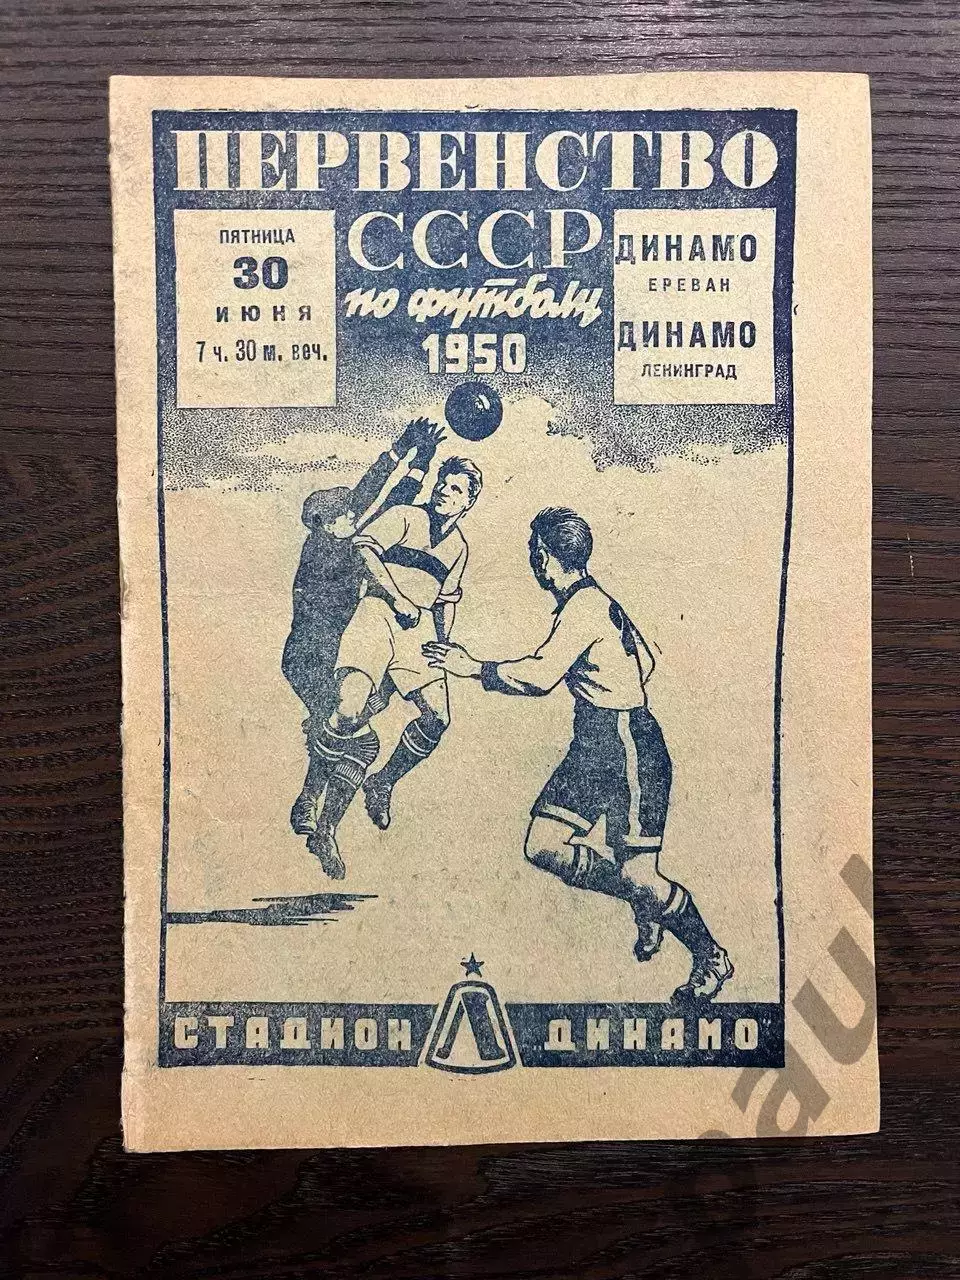 ПЕРВЕНСТВО
СССР
по футболу
1950
ПЯТНИЦА
30
ИЮНЯ
7 ч. 30 м. веч.
ДИНАМО
ЕРЕВАН
ДИНАМО
ЛЕНИНГРАД
СТАДИОН Л ДИНАМО